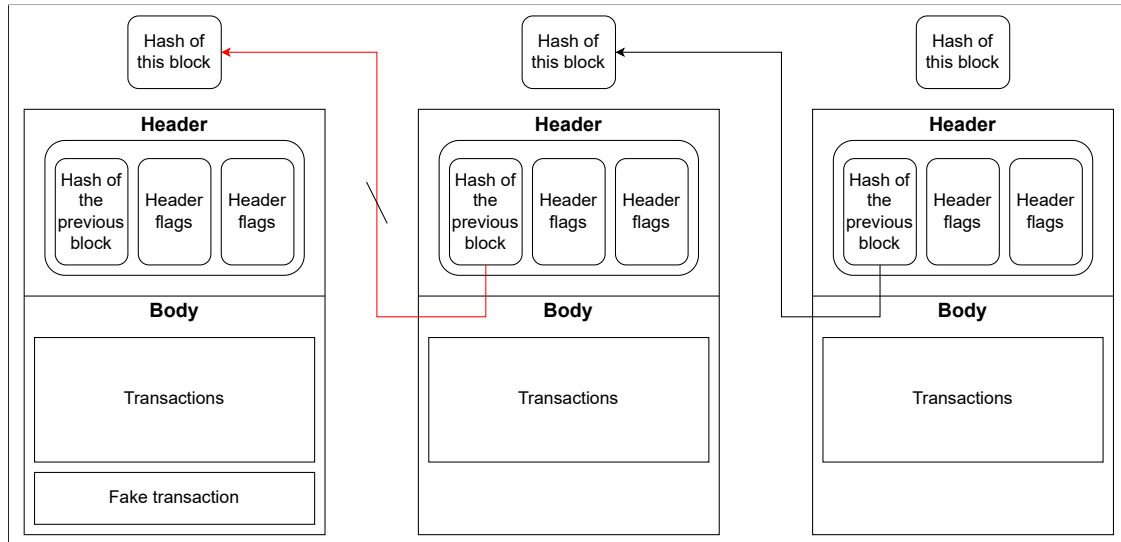 Hash of
this block
Hash of
this block
Hash of
this block
Header
Hash of
the
previous
block
Header
flags
Header
flags
Body
Transactions
Fake transaction
Header
Hash of
the
previous
block
Header
flags
Header
flags
Body
Transactions
Header
Hash of
the
previous
block
Header
flags
Header
flags
Body
Transactions